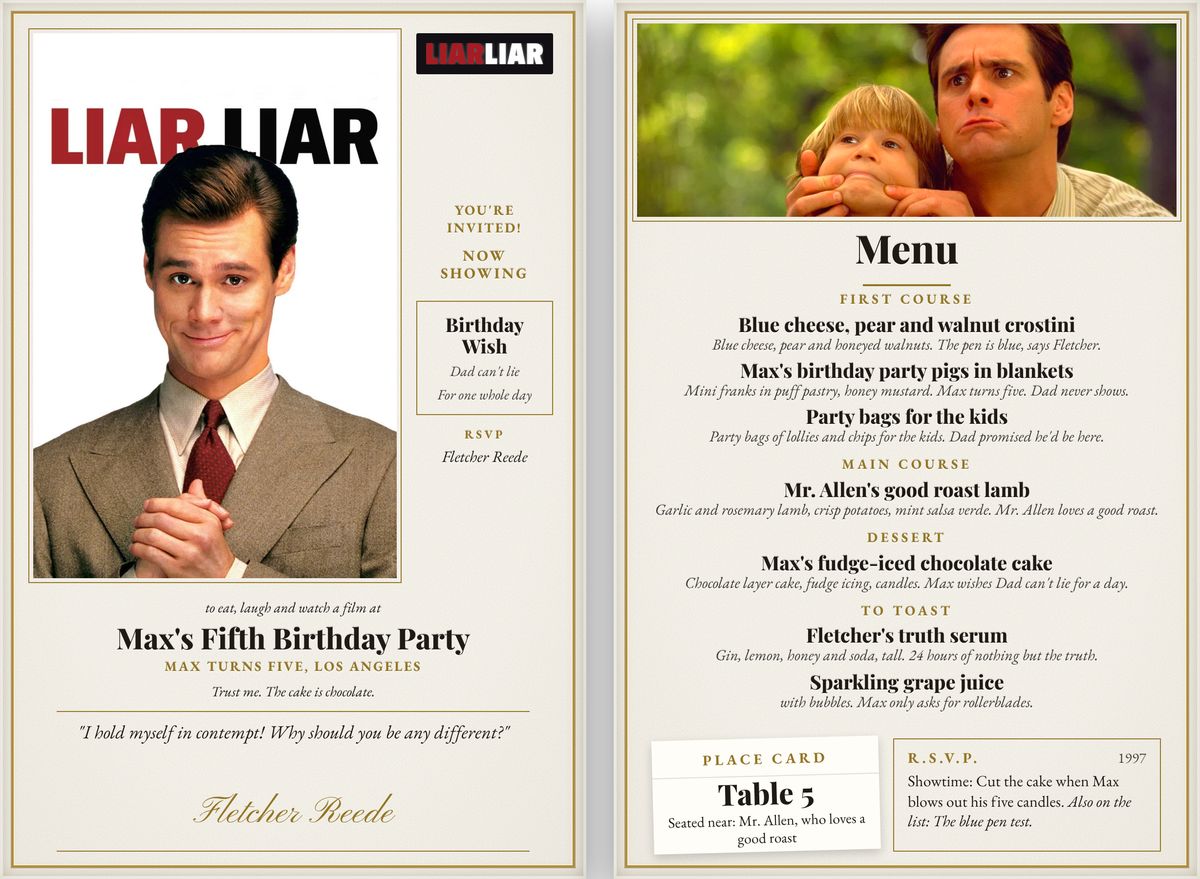 LIAR LIAR
LIARLIAR
YOU'RE
INVITED!
NOW
SHOWING
Birthday
Wish
Dad can't lie
For one whole day
RSVP
Fletcher Reede
to eat, laugh and watch a film at
Max's Fifth Birthday Party
MAX TURNS FIVE, LOS ANGELES
Trust me. The cake is chocolate.
"I hold myself in contempt! Why should you be any different?"
Fletcher Reede
Menu
FIRST COURSE
Blue cheese, pear and walnut crostini
Blue cheese, pear and honeyed walnuts. The pen is blue, says Fletcher.
Max's birthday party pigs in blankets
Mini franks in puff pastry, honey mustard. Max turns five. Dad never shows.
Party bags for the kids
Party bags of lollies and chips for the kids. Dad promised he'd be here.
MAIN COURSE
Mr. Allen's good roast lamb
Garlic and rosemary lamb, crisp potatoes, mint salsa verde. Mr. Allen loves a good roast.
DESSERT
Max's fudge-iced chocolate cake
Chocolate layer cake, fudge icing, candles. Max wishes Dad can't lie for a day.
TO TOAST
Fletcher's truth serum
Gin, lemon, honey and soda, tall. 24 hours of nothing but the truth.
Sparkling grape juice
with bubbles. Max only asks for rollerblades.
PLACE CARD
Table 5
Seated near: Mr. Allen, who loves a
good roast
R.S.V.P. 1997
Showtime: Cut the cake when Max
blows out his five candles. Also on the
list: The blue pen test.